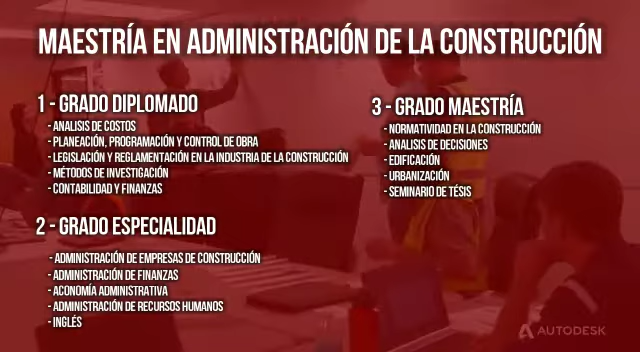 MAESTRÍA EN ADMINISTRACIÓN DE LA CONSTRUCCIÓN
1 - GRADO DIPLOMADO
- ANALISIS DE COSTOS
- PLANEACIÓN, PROGRAMACIÓN Y CONTROL DE OBRA
- LEGISLACIÓN Y REGLAMENTACIÓN EN LA INDUSTRIA DE LA CONSTRUCCIÓN
- MÉTODOS DE INVESTIGACIÓN
- CONTABILIDAD Y FINANZAS
2 - GRADO ESPECIALIDAD
- ADMINISTRACIÓN DE EMPRESAS DE CONSTRUCCIÓN
- ADMINISTRACIÓN DE FINANZAS
- ACONOMÍA ADMINISTRATIVA
- ADMINISTRACIÓN DE RECURSOS HUMANOS
- INGLÉS
3 - GRADO MAESTRÍA
- NORMATIVIDAD EN LA CONSTRUCCIÓN
- ANALISIS DE DECISIONES
- EDIFICACIÓN
- URBANIZACIÓN
- SEMINARIO DE TÉSIS
AUTODESK